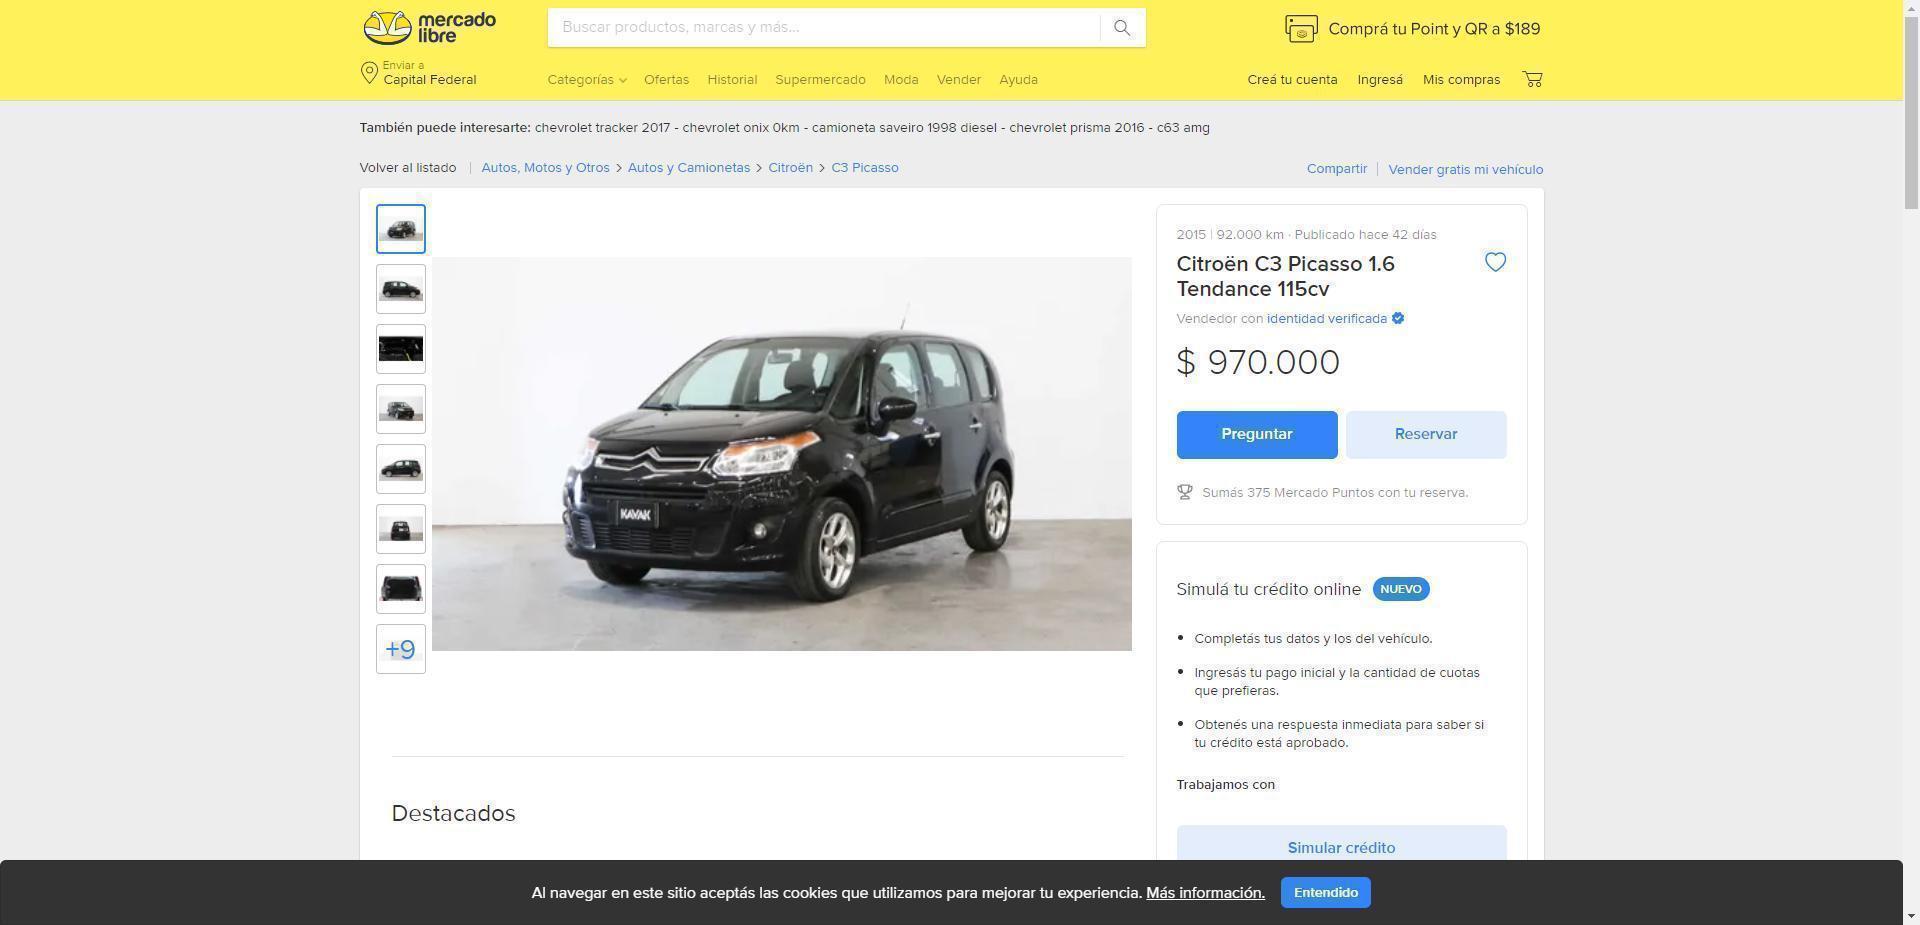 mercado
libre
Buscar productos, marcas y más...
Comprá tu Point y QR a $189
Enviar a
Capital Federal
Categorías Ofertas Historial Supermercado Moda Vender Ayuda
Creá tu cuenta Ingresá Mis compras
También puede interesarte: chevrolet tracker 2017 - chevrolet onix 0km - camioneta saveiro 1998 diesel - chevrolet prisma 2016 - c63 amg
Volver al listado | Autos, Motos y Otros > Autos y Camionetas > Citroën > C3 Picasso
Compartir | Vender gratis mi vehículo
+9
KAVAK
2015 | 92.000 km · Publicado hace 42 días
Citroën C3 Picasso 1.6
Tendance 115cv
Vendedor con identidad verificada
$ 970.000
Preguntar
Reservar
Sumás 375 Mercado Puntos con tu reserva.
Simulá tu crédito online NUEVO
• Completás tus datos y los del vehículo.
• Ingresás tu pago inicial y la cantidad de cuotas
que prefieras.
• Obtenés una respuesta inmediata para saber si
tu crédito está aprobado.
Trabajamos con
Simular crédito
Destacados
Al navegar en este sitio aceptás las cookies que utilizamos para mejorar tu experiencia. Más información.
Entendido